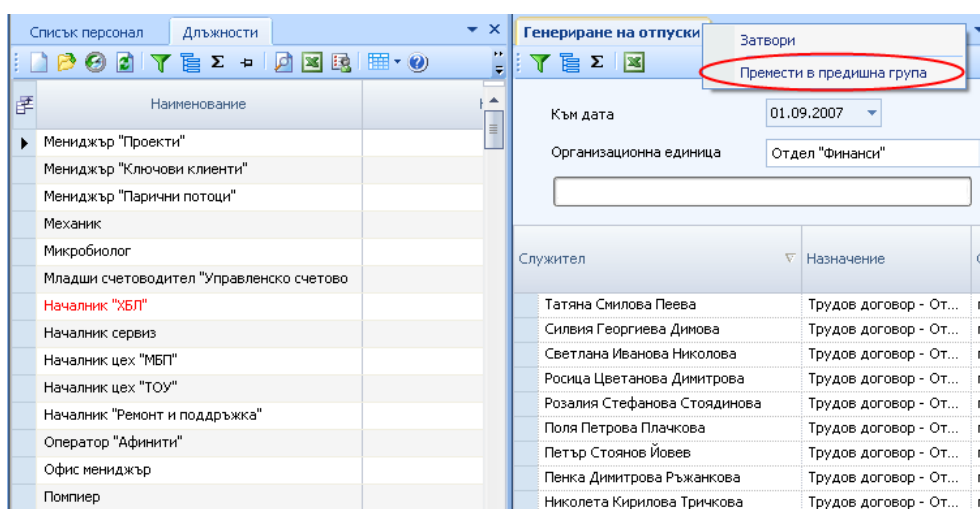 Списък персонал
Длъжности
Наименование
Мениджър "Проекти"
Мениджър "Ключови клиенти"
Мениджър "Парични потоци"
Механик
Микробиолог
Младши счетоводител "Управленско счетово
Началник "ХБЛ"
Началник сервиз
Началник цех "МБП"
Началник цех "ТОУ"
Началник "Ремонт и поддръжка"
Оператор "Афинити"
Офис мениджър
Помпиер
Генериране на отпуски
Затвори
Премести в предишна група
Към дата
01.09.2007
Организационна единица
Отдел "Финанси"
Служител Назначение
Татяна Смилова Пеева Трудов договор - От...
Силвия Георгиева Димова Трудов договор - От...
Светлана Иванова Николова Трудов договор - От...
Росица Цветанова Димитрова Трудов договор - От...
Розалия Стефанова Стоядинова Трудов договор - От...
Поля Петрова Плачкова Трудов договор - От...
Петър Стоянов Йовев Трудов договор - От...
Пенка Димитрова Ръжанкова Трудов договор - От...
Николета Кирилова Тричкова Трудов договор - От...